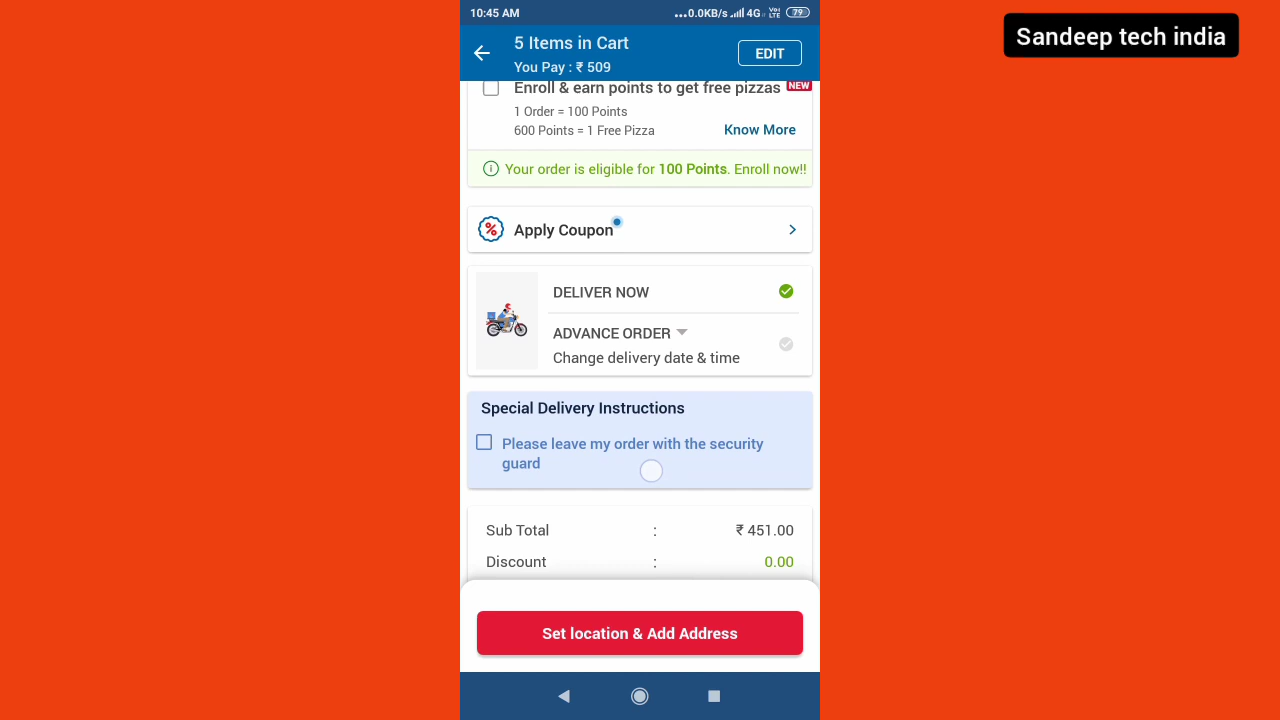 10:45 AM
...0.0KB/s 4G Vo LTE 79
Sandeep tech india
5 Items in Cart
You Pay : ₹ 509
EDIT
Enroll & earn points to get free pizzas NEW
1 Order = 100 Points
600 Points = 1 Free Pizza
Know More
Your order is eligible for 100 Points. Enroll now!!
Apply Coupon
DELIVER NOW
ADVANCE ORDER
Change delivery date & time
Special Delivery Instructions
Please leave my order with the security
guard
Sub Total : ₹ 451.00
Discount : 0.00
Set location & Add Address